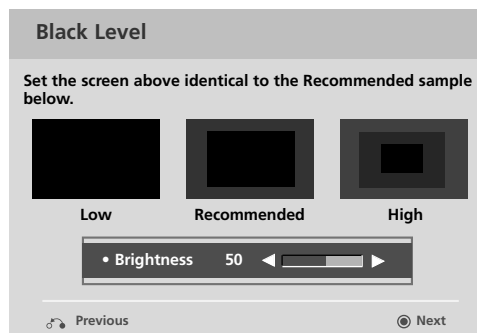 Black Level
Set the screen above identical to the Recommended sample
below.
Low Recommended High
• Brightness 50
Previous Next